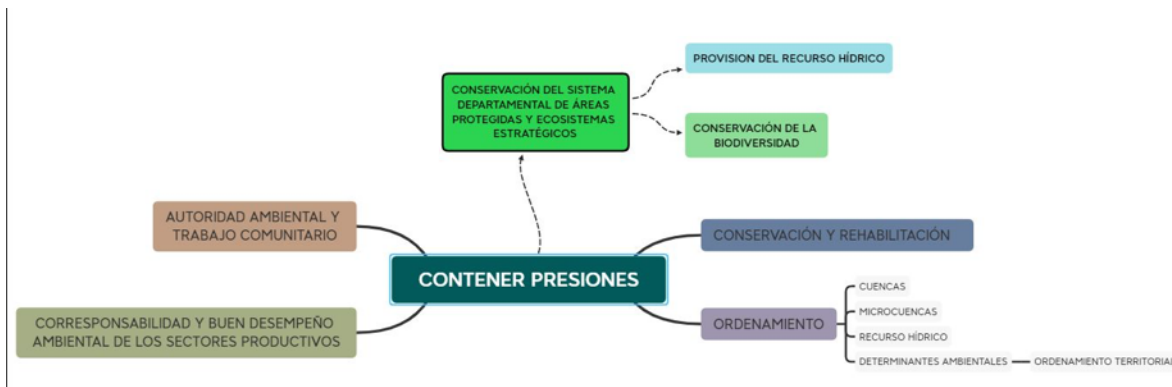 PROVISION DEL RECURSO HÍDRICO
CONSERVACIÓN DEL SISTEMA
DEPARTAMENTAL DE ÁREAS
PROTEGIDAS Y ECOSISTEMAS
ESTRATÉGICOS
CONSERVACIÓN DE LA
BIODIVERSIDAD
AUTORIDAD AMBIENTAL Y
TRABAJO COMUNITARIO
CONSERVACIÓN Y REHABILITACIÓN
CONTENER PRESIONES
CORRESPONSABILIDAD Y BUEN DESEMPEÑO
AMBIENTAL DE LOS SECTORES PRODUCTIVOS
ORDENAMIENTO
CUENCAS
MICROCUENCAS
RECURSO HÍDRICO
DETERMINANTES AMBIENTALES
ORDENAMIENTO TERRITORIAL